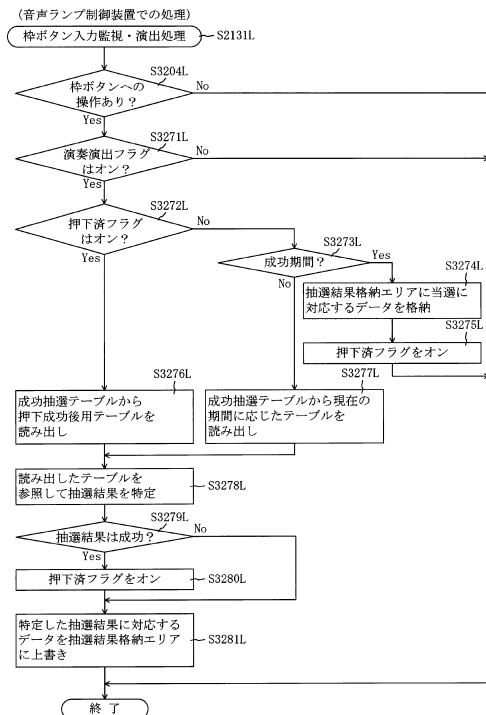 （音声ランプ制御装置での処理）
枠ボタン入力監視・演出処理
S2131L
S3204L
枠ボタンへの
操作あり？
No
Yes
S3271L
演奏演出フラグ
はオン？
No
Yes
S3272L
押下済フラグ
はオン？
No
Yes
S3273L
成功期間？
Yes
No
S3274L
抽選結果格納エリアに当選に
対応するデータを格納
S3275L
押下済フラグをオン
S3276L
成功抽選テーブルから
押下成功後用テーブルを
読み出し
S3277L
成功抽選テーブルから現在の
期間に応じたテーブルを
読み出し
読み出したテーブルを
参照して抽選結果を特定
S3278L
S3279L
抽選結果は成功？
No
Yes
押下済フラグをオン
S3280L
特定した抽選結果に対応する
データを抽選結果格納エリア
に上書き
S3281L
終了